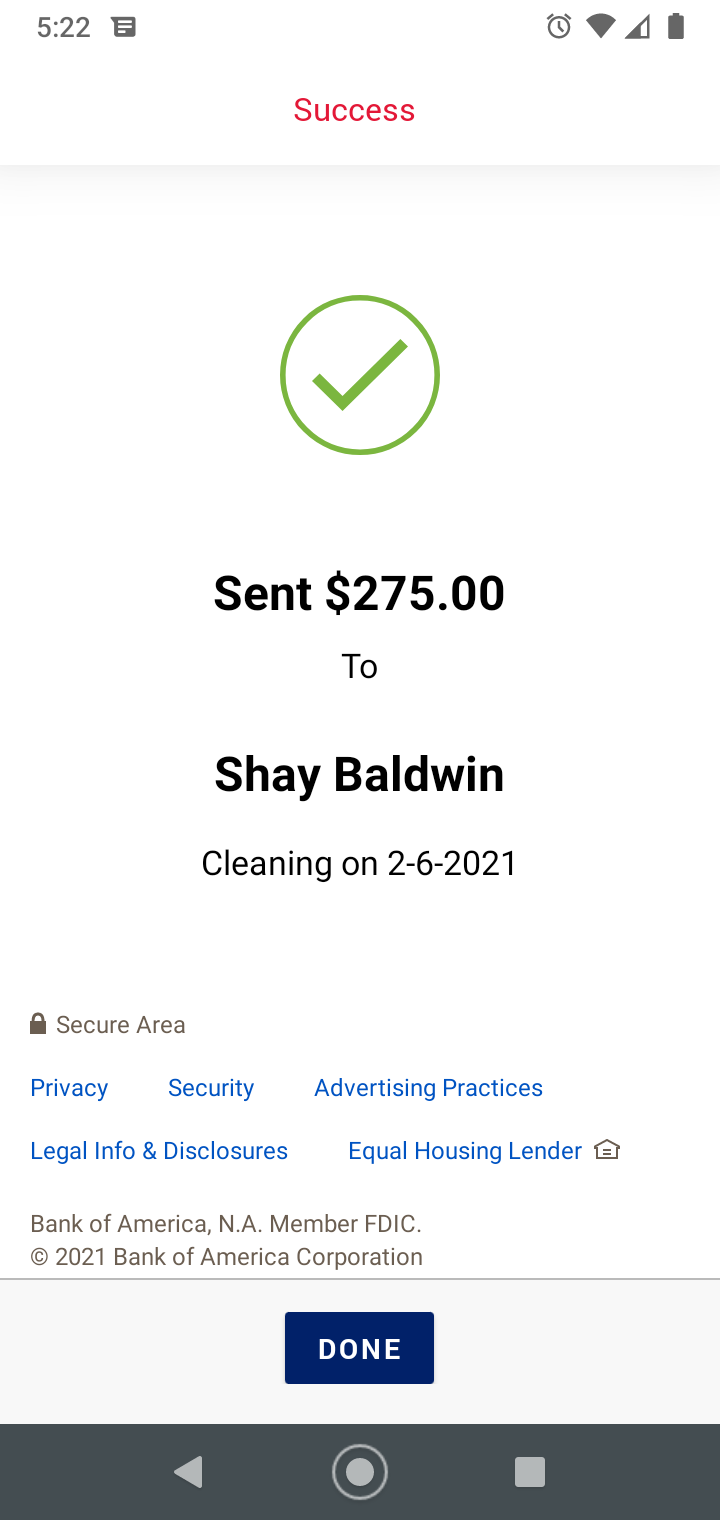 5:22
Success
Sent $275.00
To
Shay Baldwin
Cleaning on 2-6-2021
Secure Area
Privacy Security Advertising Practices
Legal Info & Disclosures Equal Housing Lender
Bank of America, N.A. Member FDIC.
© 2021 Bank of America Corporation
DONE